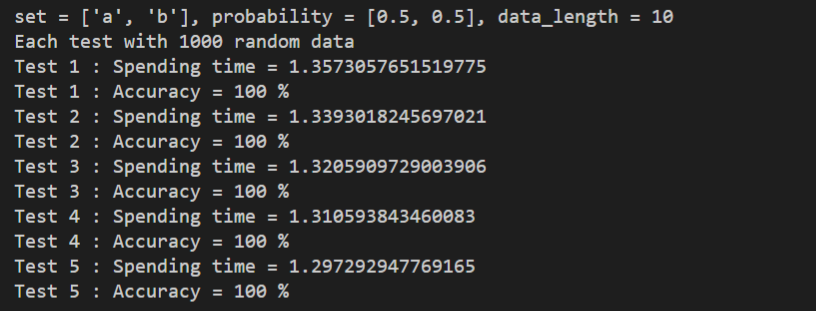 set = ['a', 'b'], probability = [0.5, 0.5], data_length = 10
Each test with 1000 random data
Test 1 : Spending time = 1.3573057651519775
Test 1 : Accuracy = 100 %
Test 2 : Spending time = 1.3393018245697021
Test 2 : Accuracy = 100 %
Test 3 : Spending time = 1.3205909729003906
Test 3 : Accuracy = 100 %
Test 4 : Spending time = 1.310593843460083
Test 4 : Accuracy = 100 %
Test 5 : Spending time = 1.297292947769165
Test 5 : Accuracy = 100 %